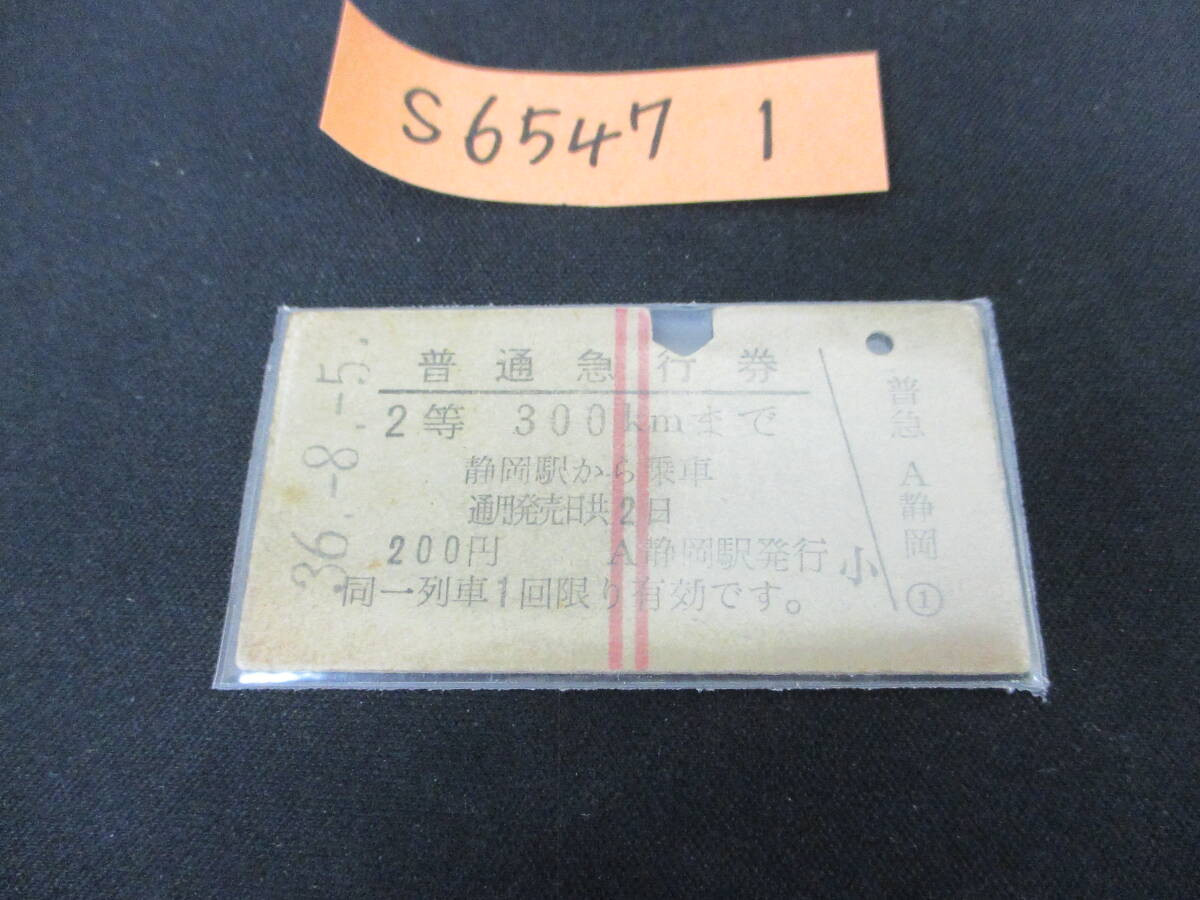 S6547 1
36.-8.-5.
普通急行券
2等 300kmまで
静岡駅から乗車
通用発売日共2日
200円 A静岡駅発行
同一列車1回限り有効です。
小
普急 A静岡 ①